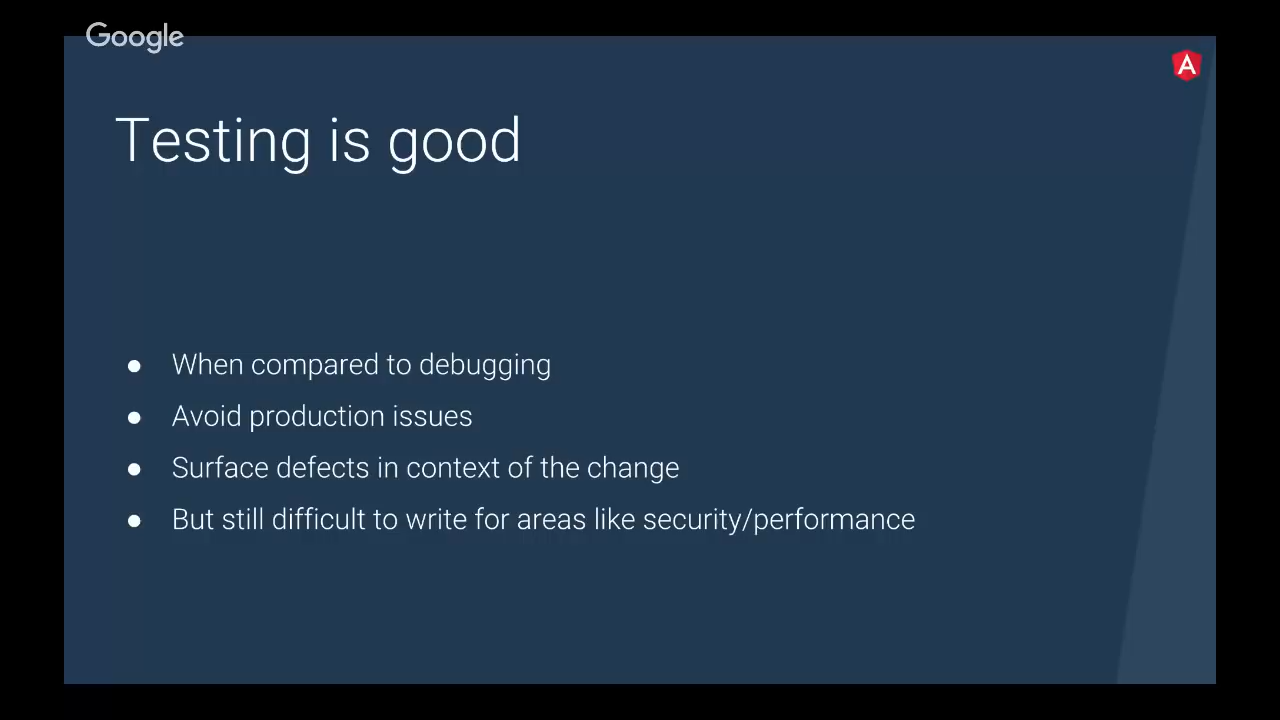 Google
A
Testing is good
● When compared to debugging
● Avoid production issues
● Surface defects in context of the change
● But still difficult to write for areas like security/performance